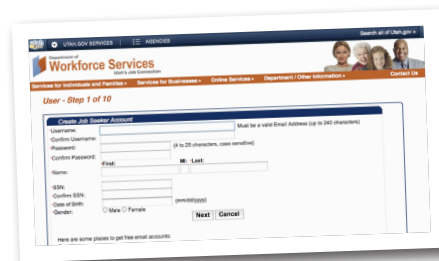 UTAH.GOV SERVICES
AGENCIES
Search all of Utah.gov »
Department of
Workforce Services
Utah's Job Connection
Services for Individuals and Families »
Services for Businesses »
Online Services »
Department / Other Information »
Contact Us
User - Step 1 of 10
Create Job Seeker Account
Username:
Must be a valid Email Address (up to 240 characters)
Confirm Username:
Password:
(4 to 25 characters, case sensitive)
Confirm Password:
First:
MI:
Last:
Name:
SSN:
Confirm SSN:
Date of Birth:
(mm/dd/yyyy)
Gender:
Male
Female
Next
Cancel
Here are some places to get free email accounts: